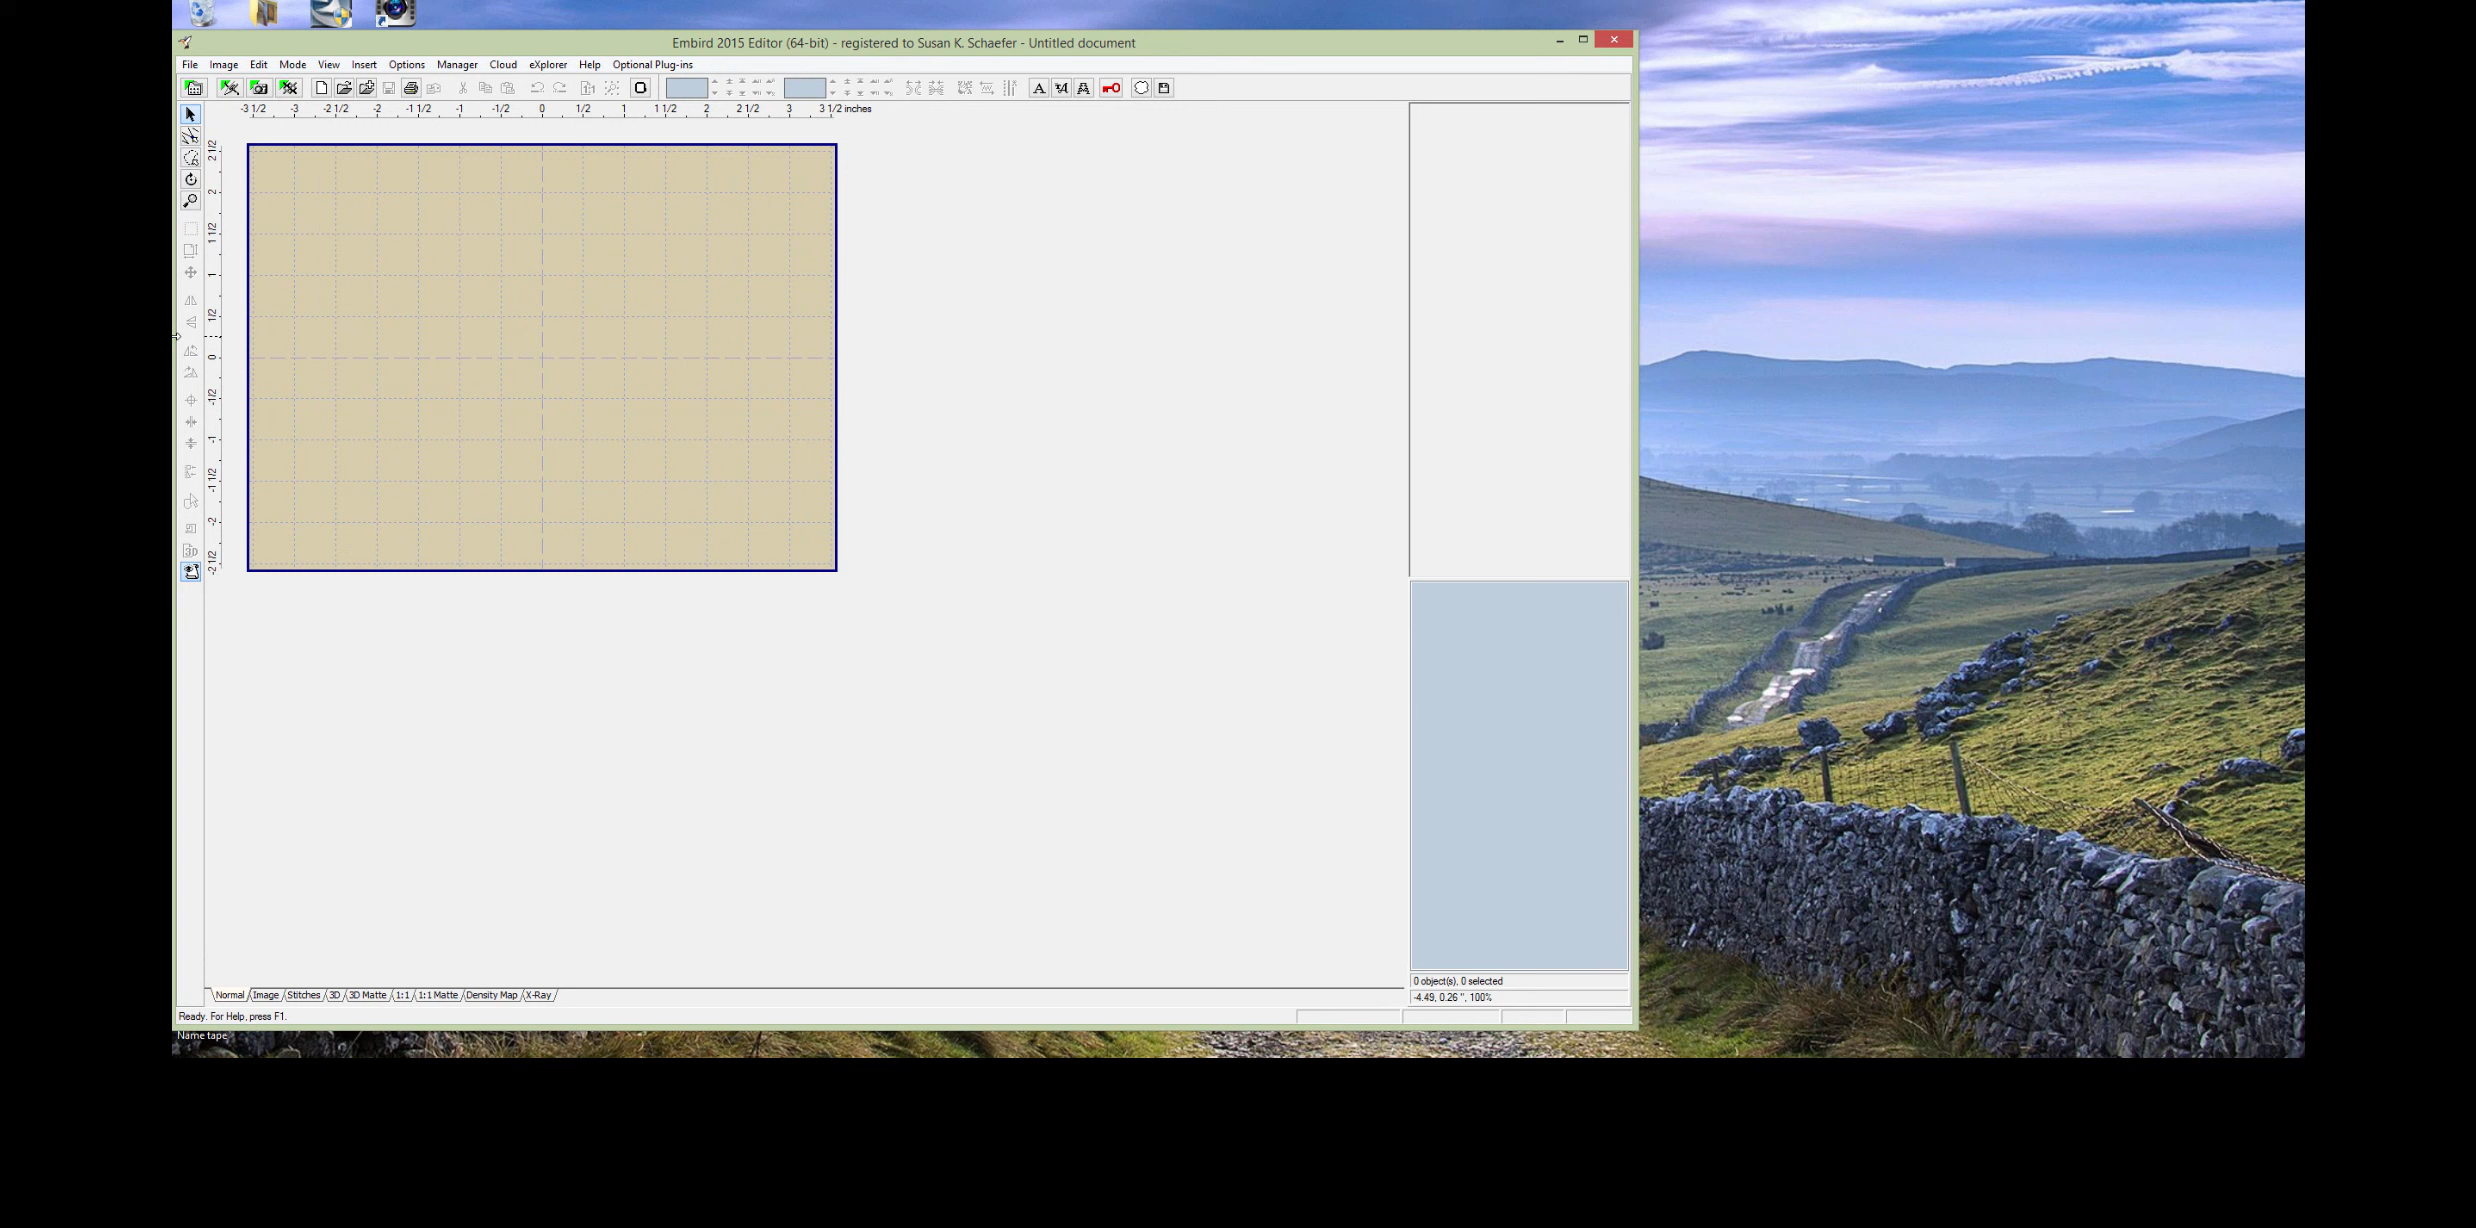 Embird 2015 Editor (64-bit) - registered to Susan K. Schaefer - Untitled document
File Image Edit Mode View Insert Options Manager Cloud eXplorer Help Optional Plug-ins
-3 1/2 -3 -2 1/2 -2 -1 1/2 -1 -1/2 0 1/2 1 1 1/2 2 2 1/2 3 3 1/2 inches
2 1/2
2
1 1/2
1
1/2
0
-1/2
-1
-1 1/2
-2
-2 1/2
3D
0 object(s), 0 selected
-4.49, 0.26 ", 100%
Normal Image Stitches 3D 3D Matte 1:1 1:1 Matte Density Map X-Ray
Ready. For Help, press F1.
Name tape